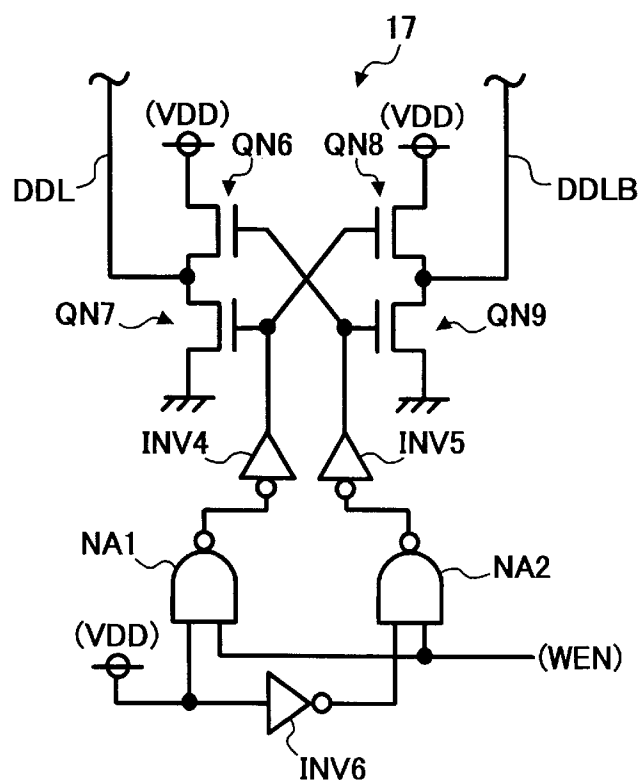 17
(VDD)
(VDD)
QN6
QN8
DDL
DDLB
QN7
QN9
INV4
INV5
NA1
NA2
(VDD)
(WEN)
INV6